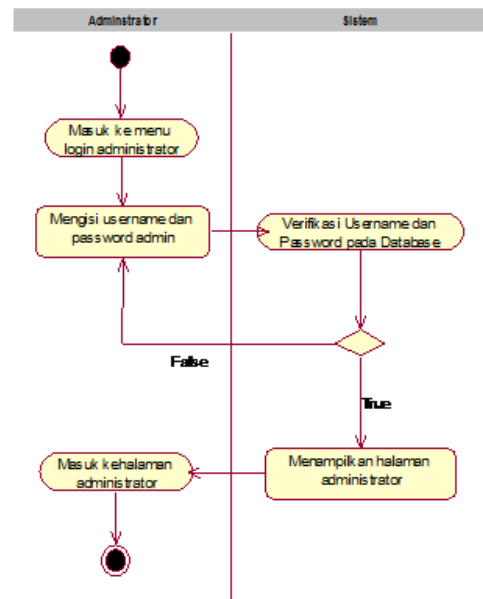 Adminstrator
Sistem
Masuk ke menu
login administrator
Mengisi username dan
password admin
Verifikasi Username dan
Password pada Database
False
True
Menampilkan halaman
administrator
Masuk kehalaman
administrator